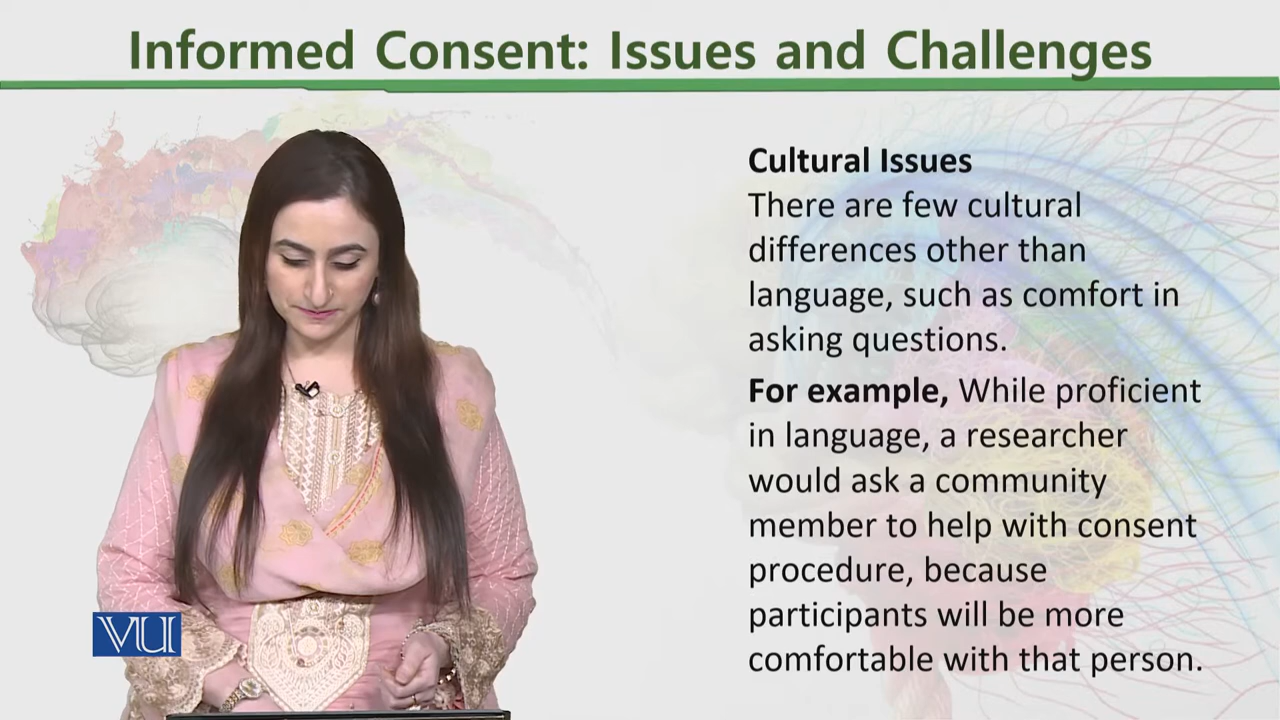 Informed Consent: Issues and Challenges
Cultural Issues
There are few cultural
differences other than
language, such as comfort in
asking questions.
For example, While proficient
in language, a researcher
would ask a community
member to help with consent
procedure, because
participants will be more
comfortable with that person.
VU